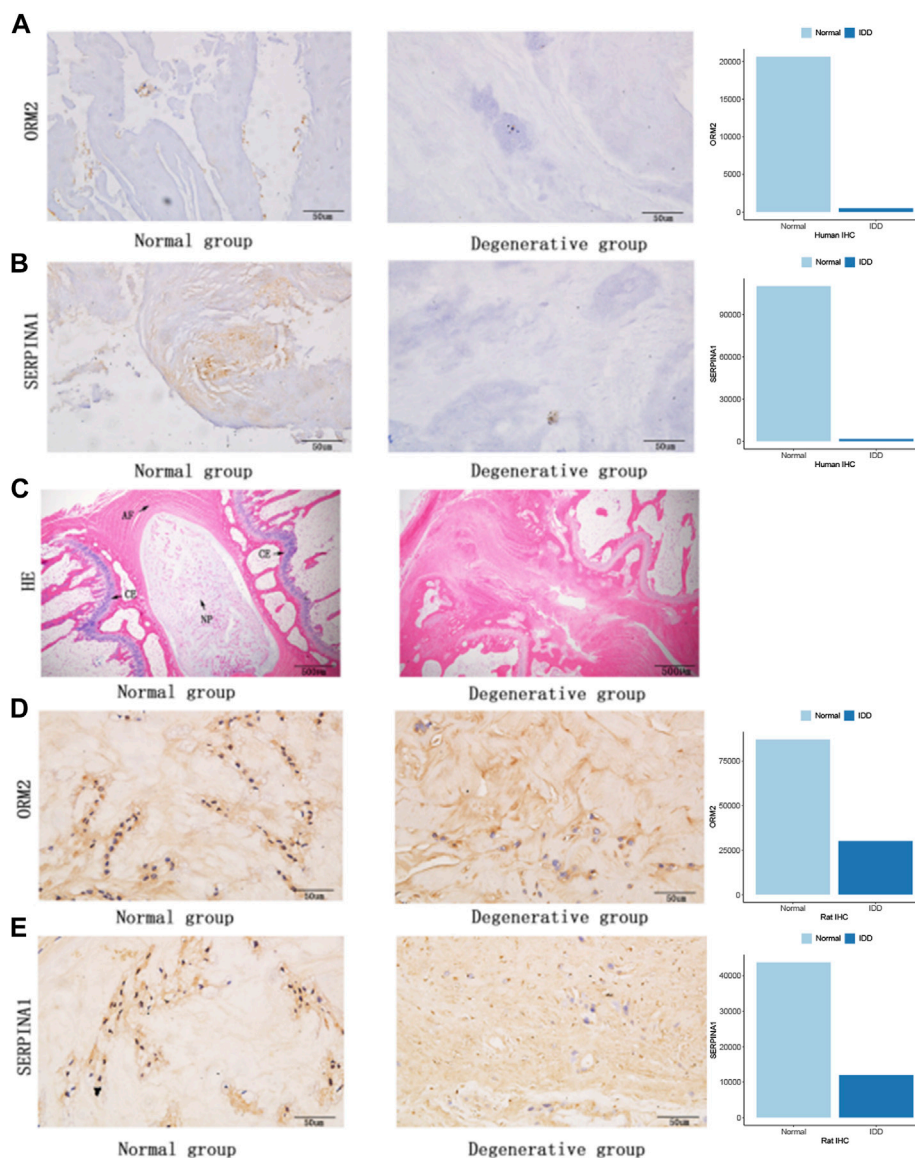 A
ORM2
50um
Normal group
50um
Degenerative group
Normal IDD
ORM2
20000
15000
10000
5000
0
Normal IDD
Human IHC
B
SERPINA1
50um
Normal group
50um
Degenerative group
Normal IDD
SERPINA1
90000
60000
30000
0
Normal IDD
Human IHC
C
HE
AF
CE
CE
NP
500μm
Normal group
500μm
Degenerative group
D
ORM2
50um
Normal group
50um
Degenerative group
Normal IDD
ORM2
75000
50000
25000
0
Normal IDD
Rat IHC
E
SERPINA1
50um
Normal group
50um
Degenerative group
Normal IDD
SERPINA1
40000
30000
20000
10000
0
Normal IDD
Rat IHC